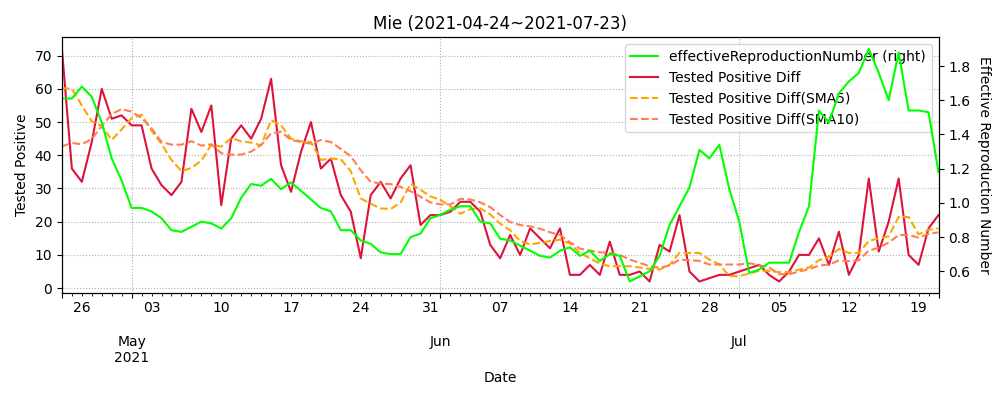 Mie (2021-04-24~2021-07-23)
effectiveReproductionNumber (right)
Tested Positive Diff
Tested Positive Diff(SMA5)
Tested Positive Diff(SMA10)
Tested Positive
70
60
50
40
30
20
10
0
1.8
1.6
1.4
1.2
1.0
0.8
0.6
Effective Reproduction Number
26 03 10 17 24 31 07 14 21 28 05 12 19
May Jun Jul
2021
Date